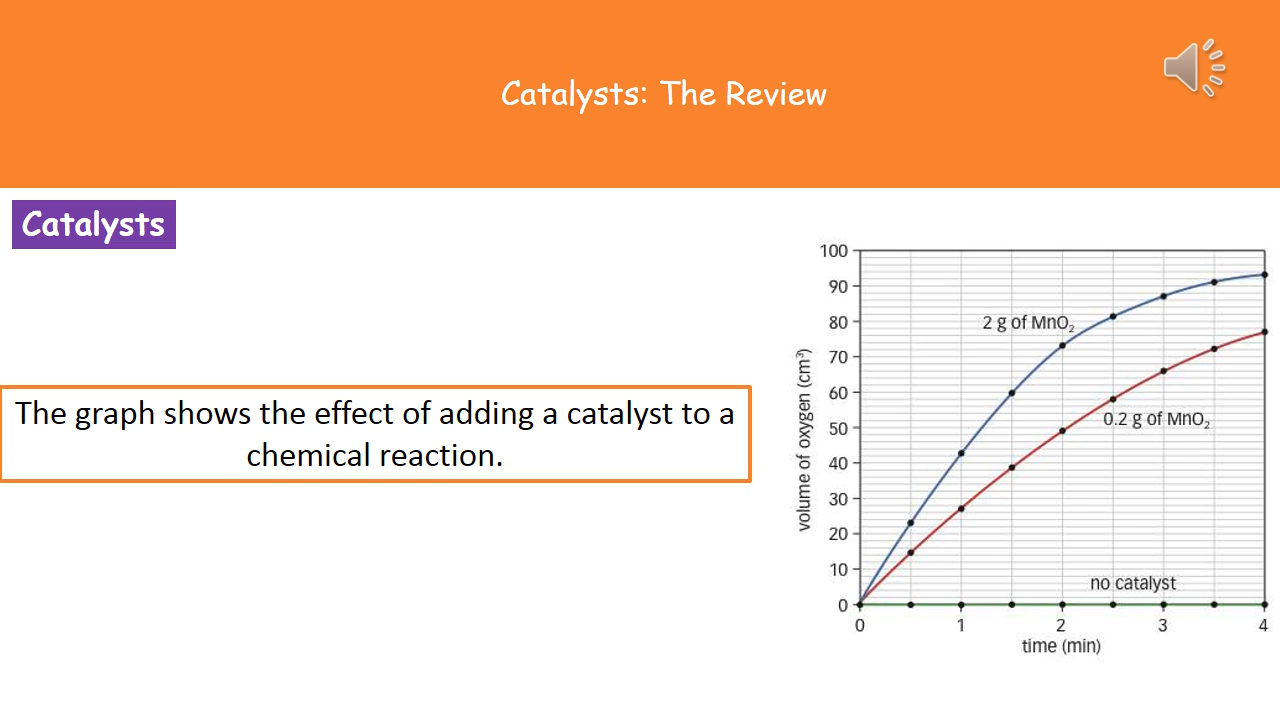 Catalysts: The Review
Catalysts
The graph shows the effect of adding a catalyst to a
chemical reaction.
100
90
80
70
60
50
40
30
20
10
0
volume of oxygen (cm³)
2 g of MnO₂
0.2 g of MnO₂
no catalyst
0 1 2 3 4
time (min)